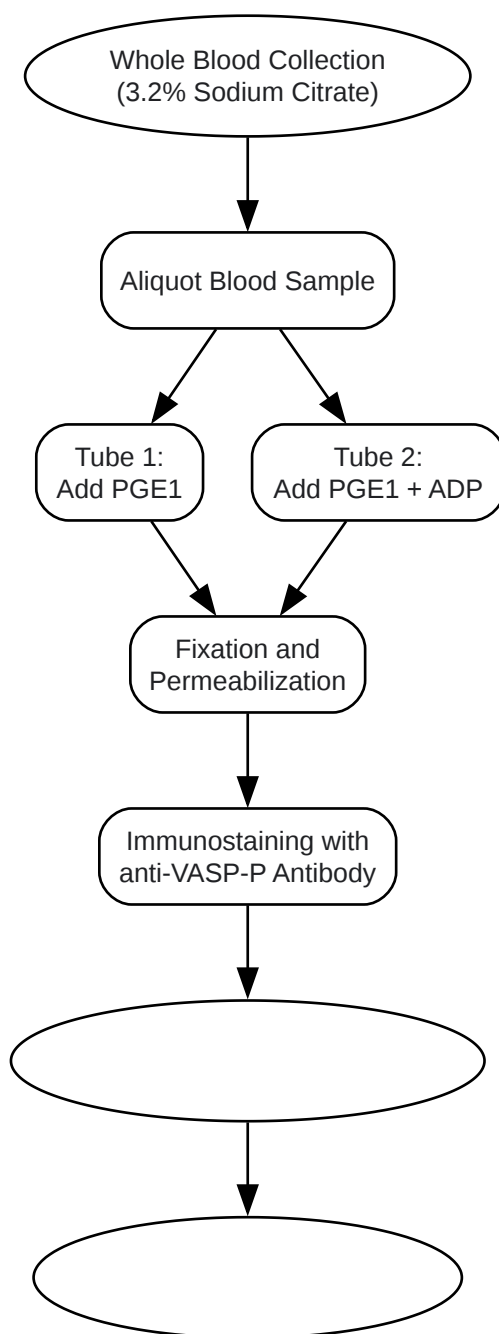 Whole Blood Collection
(3.2% Sodium Citrate)
Aliquot Blood Sample
Tube 1:
Add PGE1
Tube 2:
Add PGE1 + ADP
Fixation and
Permeabilization
Immunostaining with
anti-VASP-P Antibody